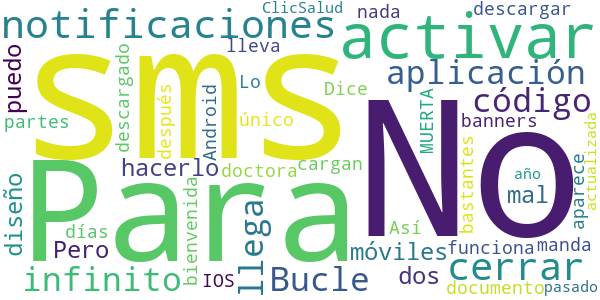 ClicSalud
nada
descargar
notificaciones
activar
sms
lleva
puedo
descargado
después
Android
Lo
Dice
único
aplicación
código
partes
No
MUERTA
banners
bastantes
aparece
actualizada
Para
hacerlo
doctora
cargan
diseño
días
bienvenida
llega
Así
año
mal
Pero
móviles
funciona
manda
infinito
IOS
Bucle
dos
cerrar
documento
pasado